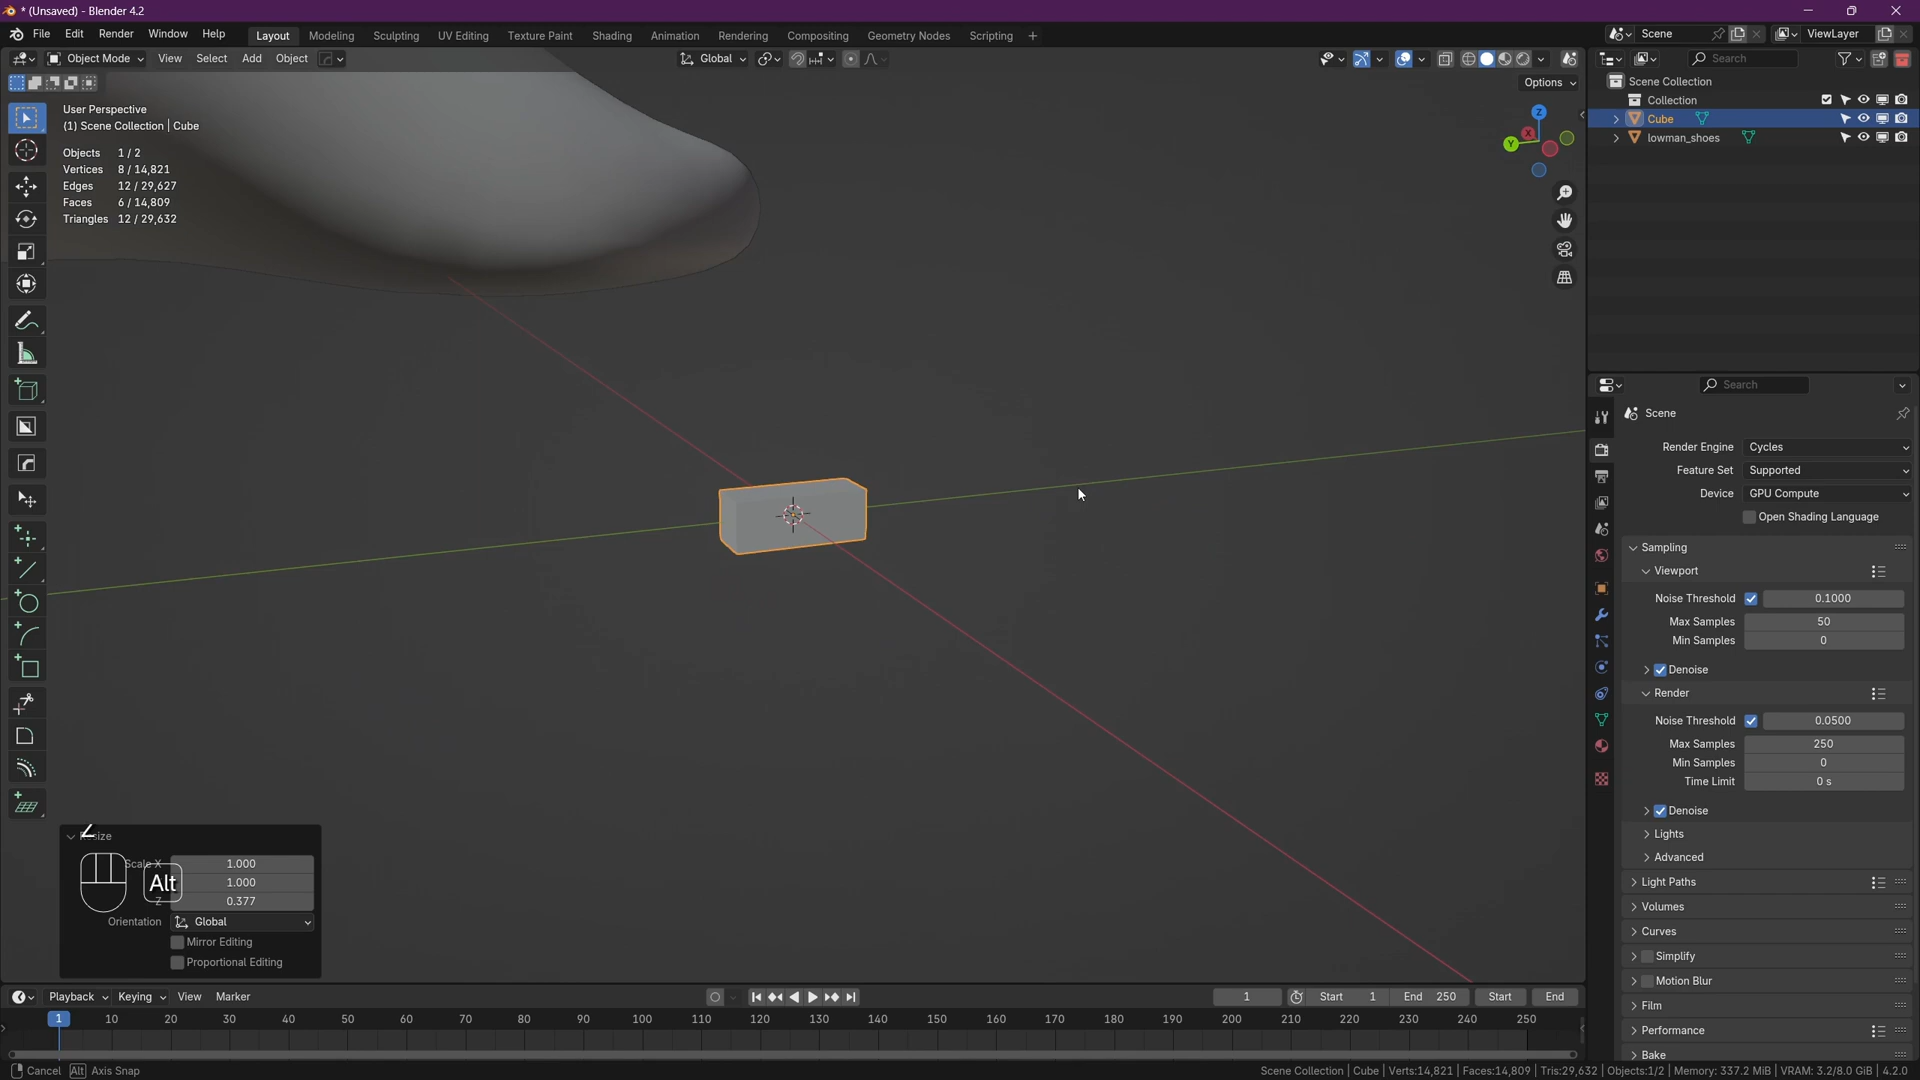 * (Unsaved) - Blender 4.2
File Edit Render Window Help Layout Modeling Sculpting UV Editing Texture Paint Shading Animation Rendering Compositing Geometry Nodes Scripting + Scene ViewLayer
Object Mode View Select Add Object Global Search
Options
User Perspective
(1) Scene Collection | Cube
Objects 1 / 2
Vertices 8 / 14,821
Edges 12 / 29,627
Faces 6 / 14,809
Triangles 12 / 29,632
Z
X
Y
Scene Collection
Collection
Cube
lowman_shoes
Search
Scene
Render Engine Cycles
Feature Set Supported
Device GPU Compute
Open Shading Language
Sampling
Viewport
Noise Threshold 0.1000
Max Samples 50
Min Samples 0
Denoise
Render
Noise Threshold 0.0500
Max Samples 250
Min Samples 0
Time Limit 0 s
Denoise
Lights
Advanced
Light Paths
Volumes
Curves
Simplify
Motion Blur
Film
Performance
Bake
Scale X 1.000
1.000
Z 0.377
Alt
Orientation Global
Mirror Editing
Proportional Editing
Playback Keying View Marker 1 Start 1 End 250 Start End
1 10 20 30 40 50 60 70 80 90 100 110 120 130 140 150 160 170 180 190 200 210 220 230 240 250
Cancel Alt Axis Snap
Scene Collection | Cube | Verts:14,821 | Faces:14,809 | Tris:29,632 | Objects:1/2 | Memory: 337.2 MiB | VRAM: 3.2/8.0 GiB | 4.2.0